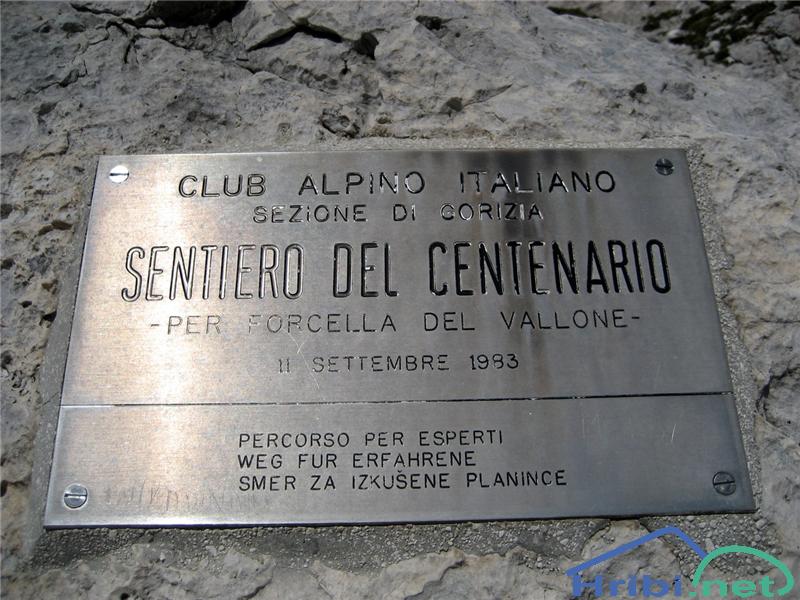 CLUB ALPINO ITALIANO
SEZIONE DI GORIZIA
SENTIERO DEL CENTENARIO
-PER FORCELLA DEL VALLONE-
11 SETTEMBRE 1983
PERCORSO PER ESPERTI
WEG FUR ERFAHRENE
SMER ZA IZKUŠENE PLANINCE
Hribi.net